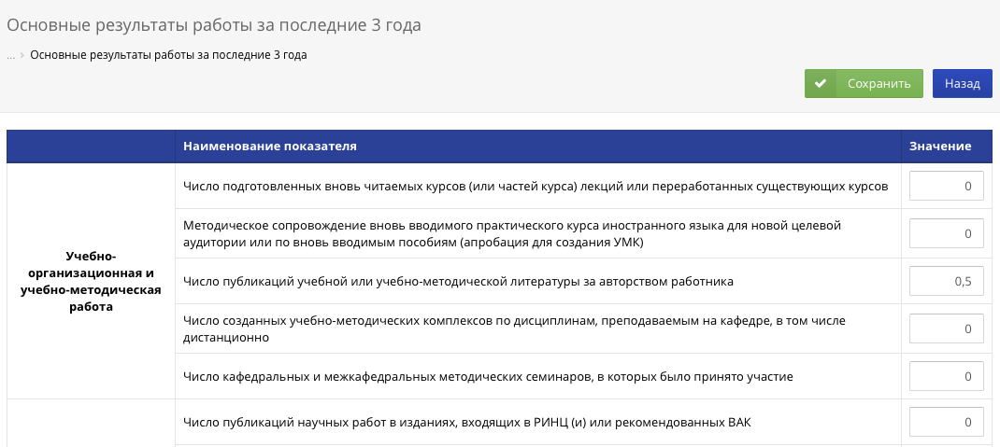 Основные результаты работы за последние 3 года
... › Основные результаты работы за последние 3 года
Сохранить
Назад
Наименование показателя
Значение
Учебно-
организационная и
учебно-методическая
работа
Число подготовленных вновь читаемых курсов (или частей курса) лекций или переработанных существующих курсов
0
Методическое сопровождение вновь вводимого практического курса иностранного языка для новой целевой
аудитории или по вновь вводимым пособиям (апробация для создания УМК)
0
Число публикаций учебной или учебно-методической литературы за авторством работника
0,5
Число созданных учебно-методических комплексов по дисциплинам, преподаваемым на кафедре, в том числе
дистанционно
0
Число кафедральных и межкафедральных методических семинаров, в которых было принято участие
0
Число публикаций научных работ в изданиях, входящих в РИНЦ (и) или рекомендованных ВАК
0